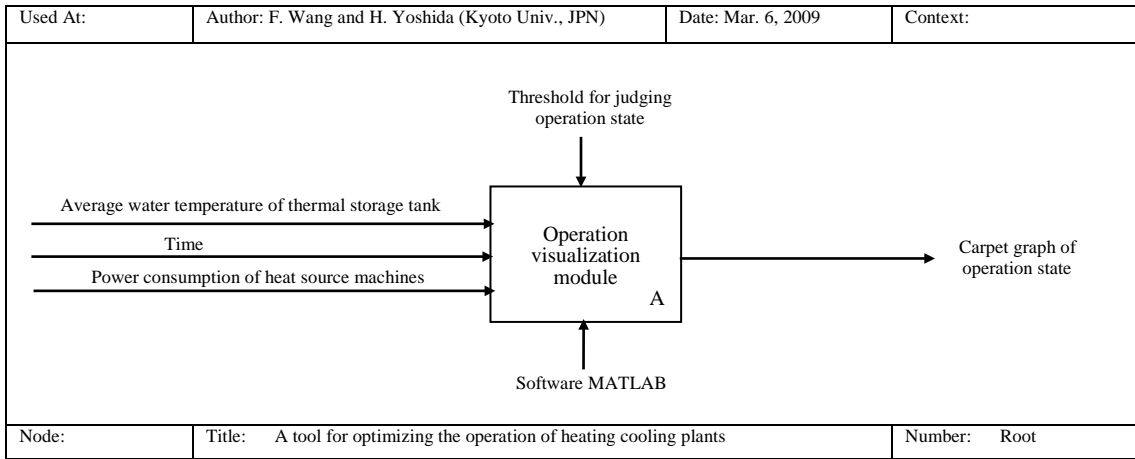 Used At:
Author: F. Wang and H. Yoshida (Kyoto Univ., JPN)
Date: Mar. 6, 2009
Context:
Threshold for judging
operation state
Average water temperature of thermal storage tank
Time
Power consumption of heat source machines
Operation
visualization
module
A
Carpet graph of
operation state
Software MATLAB
Node:
Title: A tool for optimizing the operation of heating cooling plants
Number: Root